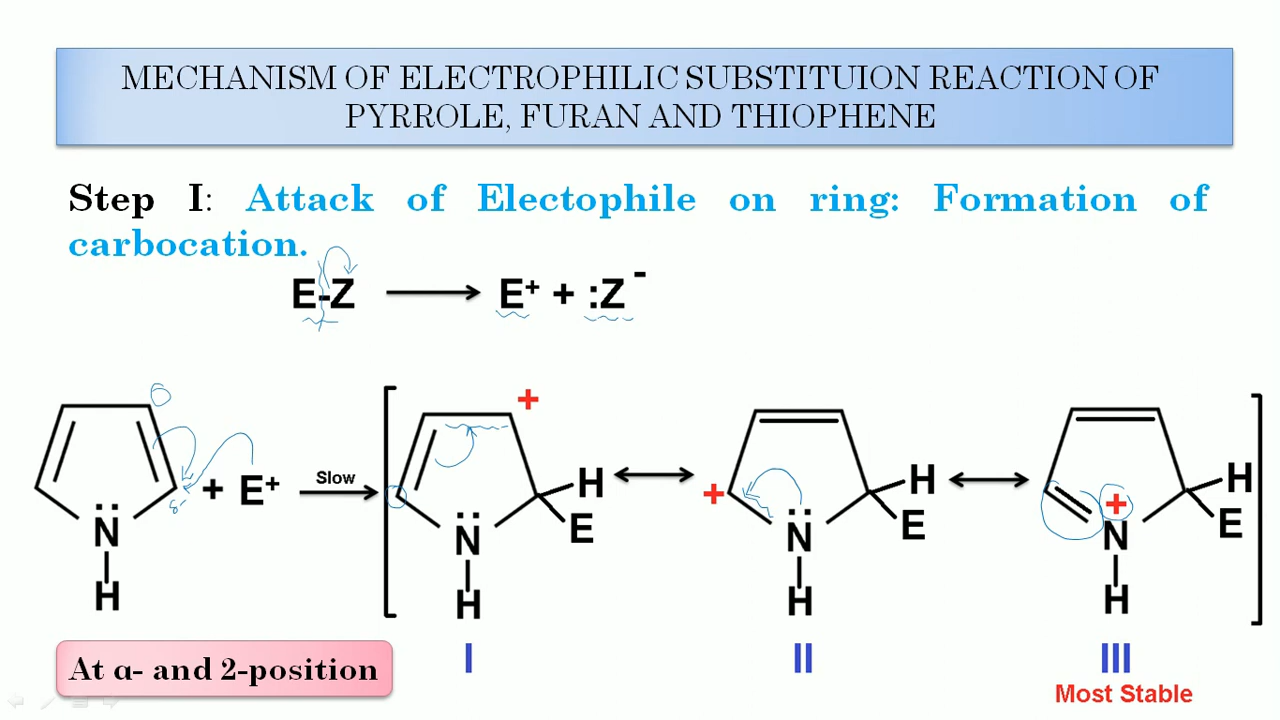 MECHANISM OF ELECTROPHILIC SUBSTITUION REACTION OF
PYRROLE, FURAN AND THIOPHENE
Step I: Attack of Electophile on ring: Formation of
carbocation.
E-Z E⁺ + :Z⁻
+ E⁺
Slow
N
H
+
H
E
N
H
I
+
H
E
N
H
II
+
H
E
N
H
III
Most Stable
At α- and 2-position